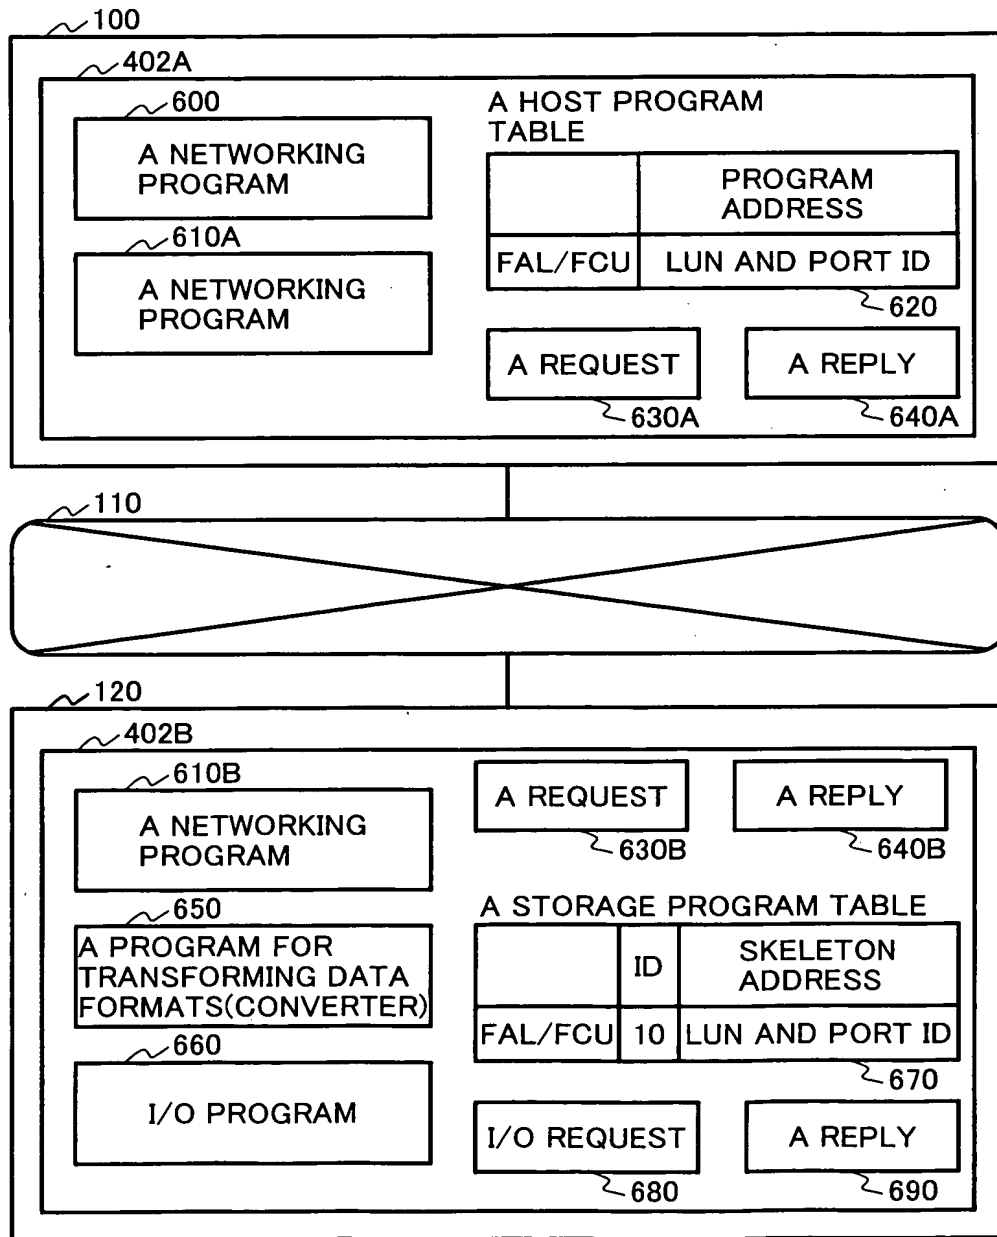 100
402A
600
A NETWORKING
PROGRAM
610A
A NETWORKING
PROGRAM
A HOST PROGRAM
TABLE
PROGRAM
ADDRESS
FAL/FCU
LUN AND PORT ID
620
A REQUEST
630A
A REPLY
640A
110
120
402B
610B
A NETWORKING
PROGRAM
650
A PROGRAM FOR
TRANSFORMING DATA
FORMATS(CONVERTER)
660
I/O PROGRAM
A REQUEST
630B
A REPLY
640B
A STORAGE PROGRAM TABLE
ID
SKELETON
ADDRESS
FAL/FCU
10
LUN AND PORT ID
670
I/O REQUEST
680
A REPLY
690